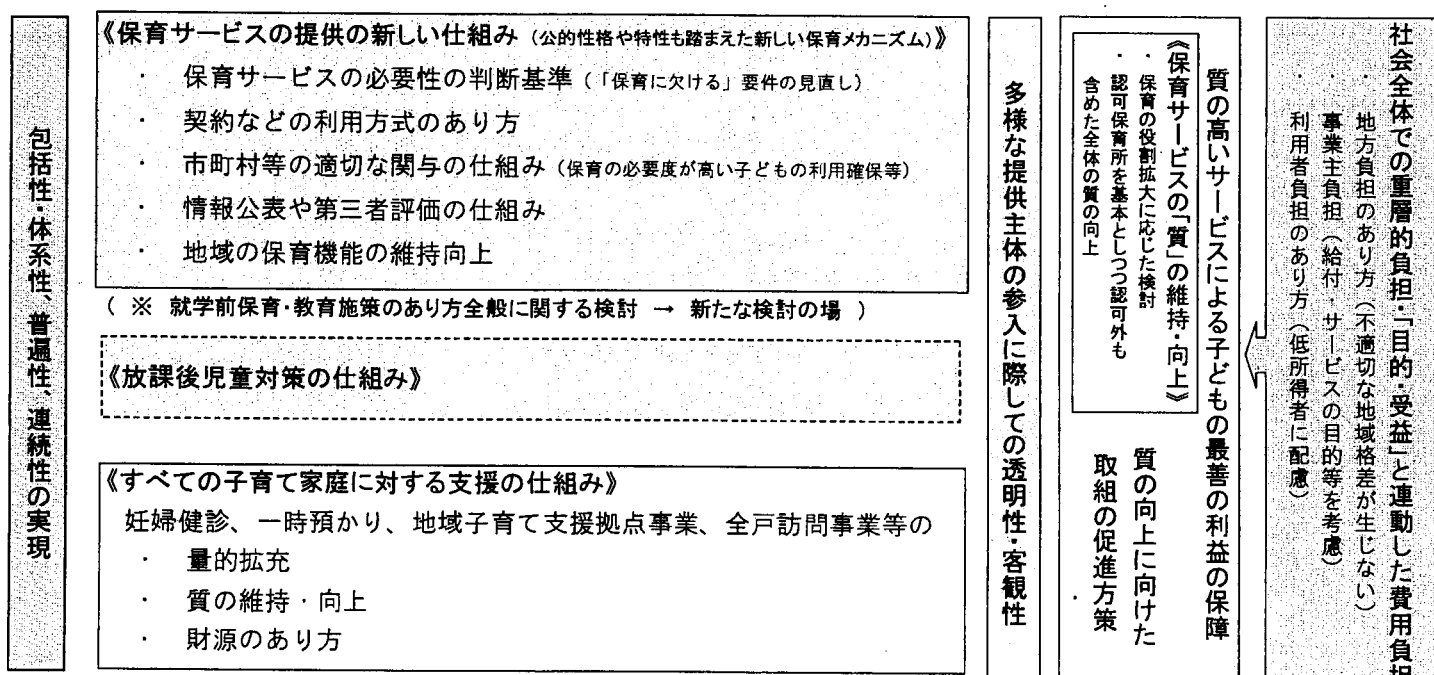 包括性・体系性、普遍性、連続性の実現
《保育サービスの提供の新しい仕組み（公的性格や特性も踏まえた新しい保育メカニズム）》
・ 保育サービスの必要性の判断基準（「保育に欠ける」要件の見直し）
・ 契約などの利用方式のあり方
・ 市町村等の適切な関与の仕組み（保育の必要度が高い子どもの利用確保等）
・ 情報公表や第三者評価の仕組み
・ 地域の保育機能の維持向上
（ ※ 就学前保育・教育施策のあり方全般に関する検討 → 新たな検討の場 ）
《放課後児童対策の仕組み》
《すべての子育て家庭に対する支援の仕組み》
妊婦健診、一時預かり、地域子育て支援拠点事業、全戸訪問事業等の
・ 量的拡充
・ 質の維持・向上
・ 財源のあり方
多様な提供主体の参入に際しての透明性・客観性
質の高いサービスによる子どもの最善の利益の保障
《保育サービスの「質」の維持・向上》
・ 保育の役割拡大に応じた検討
・ 認可保育所を基本としつつ認可外も
含めた全体の質の向上
質の向上に向けた
取組の促進方策
社会全体での重層的負担・「目的・受益」と連動した費用負担
・ 地方負担のあり方（不適切な地域格差が生じない）
・ 事業主負担（給付・サービスの目的等を考慮）
・ 利用者負担のあり方（低所得者に配慮）